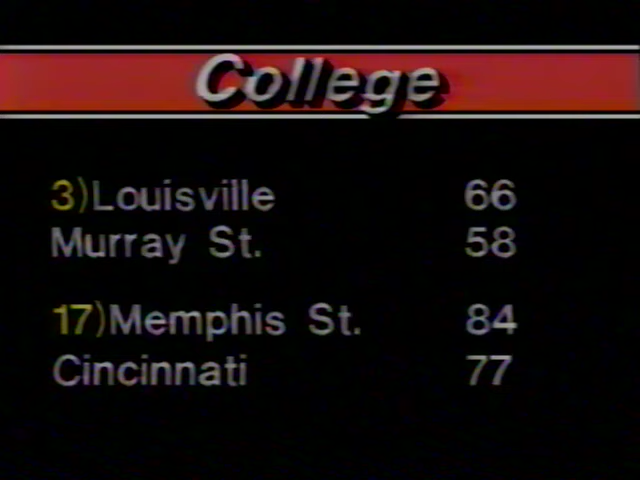 College
3)Louisville 66
Murray St. 58
17)Memphis St. 84
Cincinnati 77